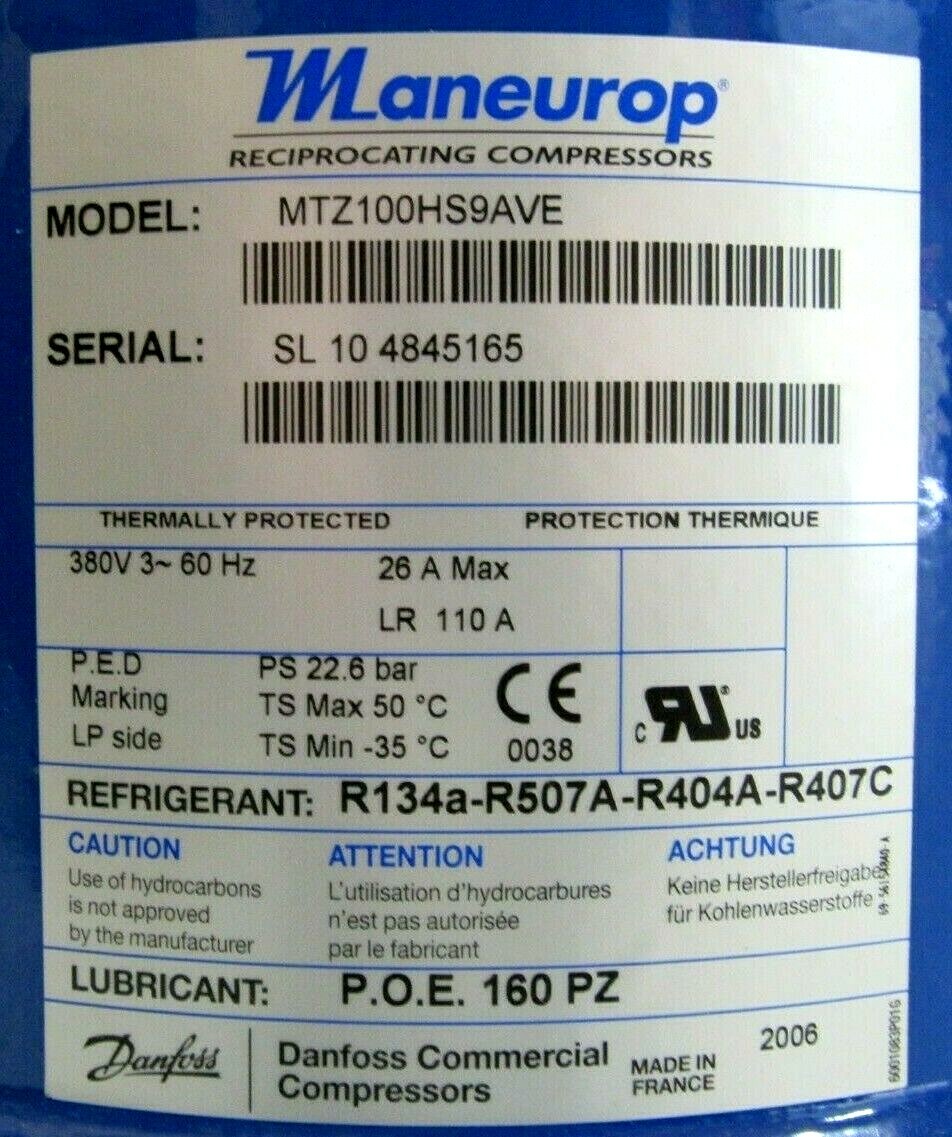 Maneurop®
RECIPROCATING COMPRESSORS
MODEL: MTZ100HS9AVE
SERIAL: SL 10 4845165
THERMALLY PROTECTED PROTECTION THERMIQUE
380V 3~ 60 Hz 26 A Max
LR 110 A
P.E.D PS 22.6 bar
Marking TS Max 50 °C
LP side TS Min -35 °C
CE
0038
c RU® US
REFRIGERANT: R134a-R507A-R404A-R407C
CAUTION
Use of hydrocarbons
is not approved
by the manufacturer
ATTENTION
L'utilisation d'hydrocarbures
n'est pas autorisée
par le fabricant
ACHTUNG
Keine Herstellerfreigabe
für Kohlenwasserstoffe
LUBRICANT: P.O.E. 160 PZ
Danfoss
Danfoss Commercial
Compressors
MADE IN
FRANCE
2006
6001083P01G